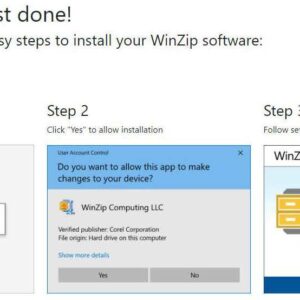 st done!
sy steps to install your WinZip software:
Step 2
Click "Yes" to allow installation
User Account Control
Do you want to allow this app to make
changes to your device?
WinZip Computing LLC
Verified publisher: Corel Corporation
File origin: Hard drive on this computer
Show more details
Yes
No
Step 3
Follow se
WinZ